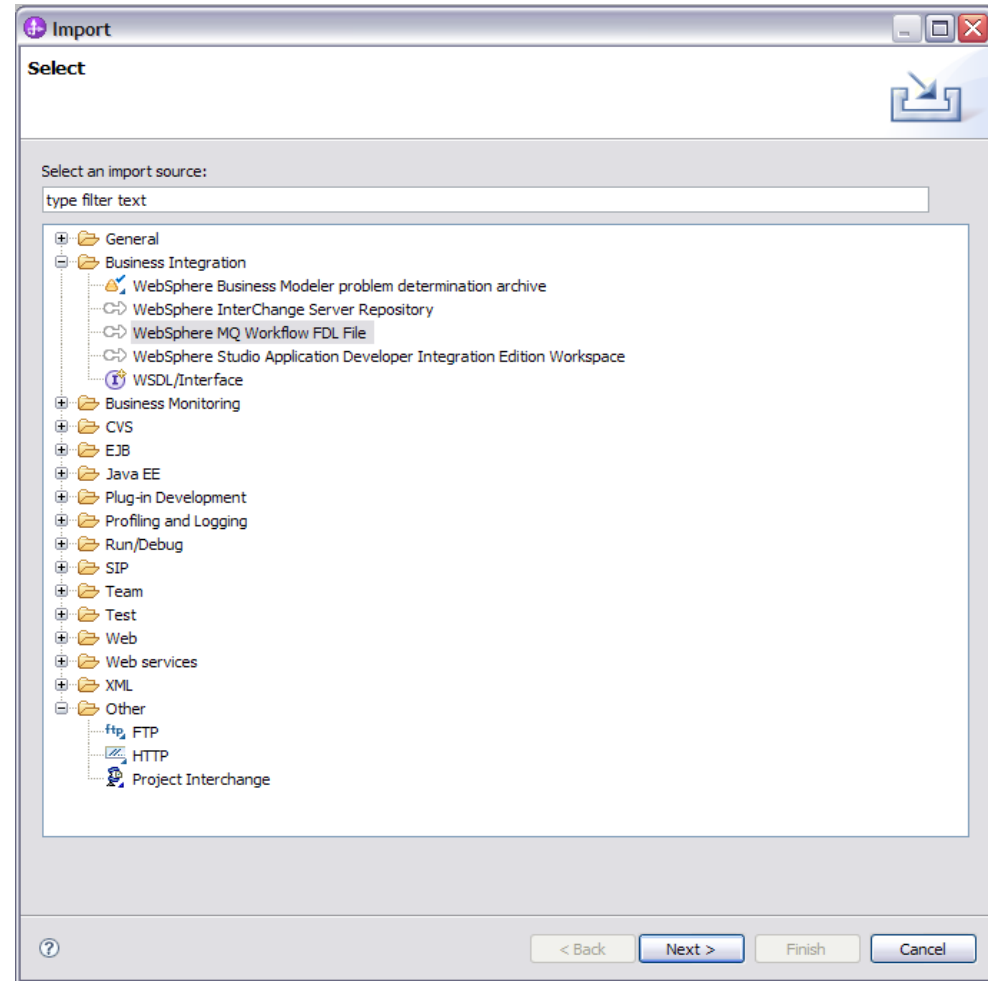 Import
Select
Select an import source:
type filter text
General
Business Integration
WebSphere Business Modeler problem determination archive
WebSphere InterChange Server Repository
WebSphere MQ Workflow FDL File
WebSphere Studio Application Developer Integration Edition Workspace
WSDL/Interface
Business Monitoring
CVS
EJB
Java EE
Plug-in Development
Profiling and Logging
Run/Debug
SIP
Team
Test
Web
Web services
XML
Other
ftp FTP
HTTP
Project Interchange
? < Back Next > Finish Cancel